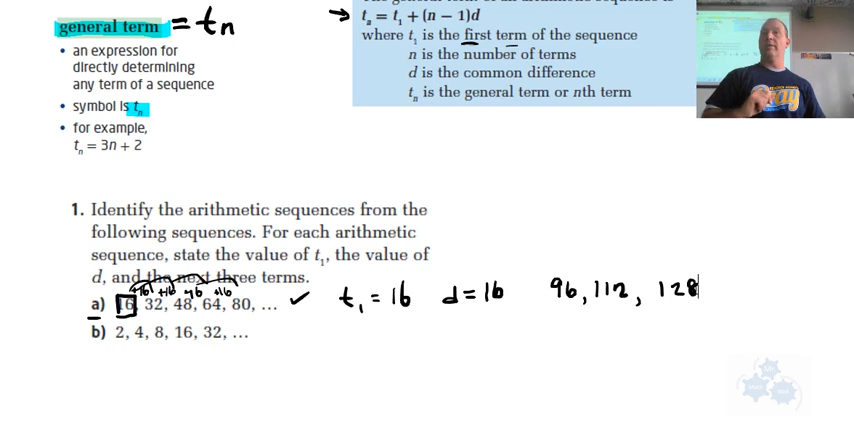 general term = tn
• an expression for
directly determining
any term of a sequence
• symbol is tn
• for example,
tn = 3n + 2
→ tn = t1 + (n − 1)d
where t1 is the first term of the sequence
n is the number of terms
d is the common difference
tn is the general term or nth term
1. Identify the arithmetic sequences from the
following sequences. For each arithmetic
sequence, state the value of t1, the value of
d, and the next three terms.
+16 +16 +16 +16
a) 16, 32, 48, 64, 80, … ✓ t1 = 16 d = 16 96, 112, 128
b) 2, 4, 8, 16, 32, …